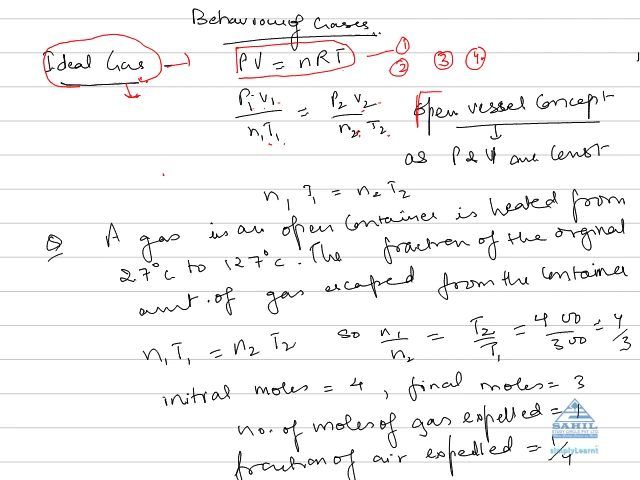 Behaviour of Gases
Ideal Gas → PV = nRT — ①
② ③ ④
P₁V₁/n₁T₁ = P₂V₂/n₂T₂ Open vessel concept
as P & V are const
n₁T₁ = n₂T₂
Q A gas in an open container is heated from
27°C to 127°C. The fraction of the orginal
amt. of gas escaped from the container
n₁T₁ = n₂T₂ so n₁/n₂ = T₂/T₁ = 400/300 = 4/3
initial moles = 4, final moles = 3
no. of moles of gas expelled = 1
fraction of air expelled = 1/4
SAHIL
simplyLearnt